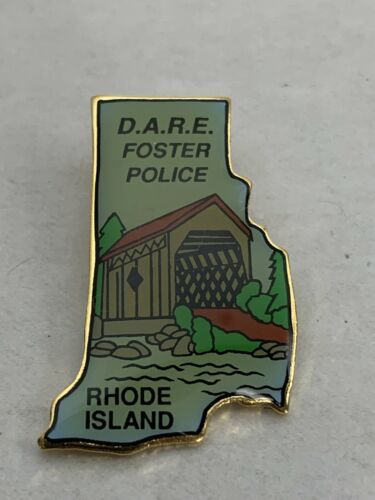 D.A.R.E.
FOSTER
POLICE
RHODE
ISLAND